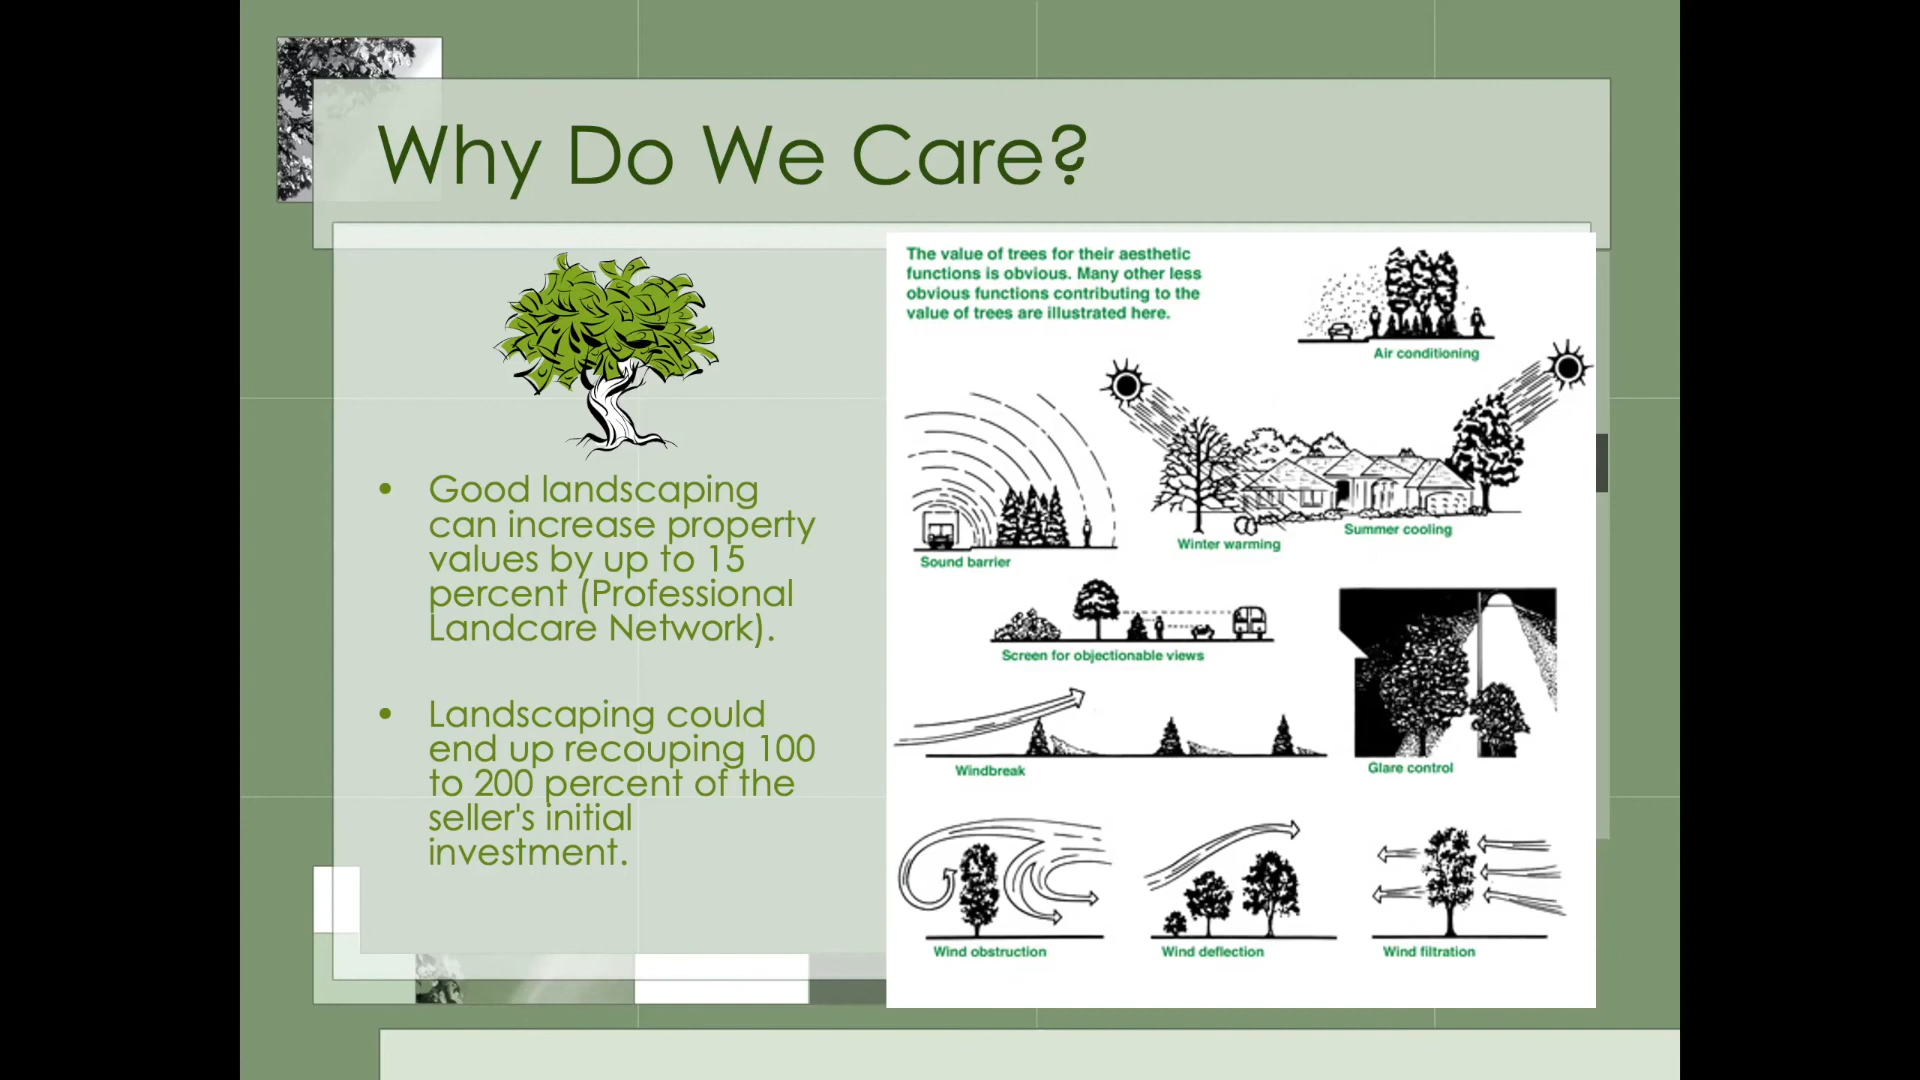 Why Do We Care?
• Good landscaping
can increase property
values by up to 15
percent (Professional
Landcare Network).
• Landscaping could
end up recouping 100
to 200 percent of the
seller's initial
investment.
The value of trees for their aesthetic
functions is obvious. Many other less
obvious functions contributing to the
value of trees are illustrated here.
Air conditioning
Sound barrier
Winter warming
Summer cooling
Screen for objectionable views
Windbreak
Glare control
Wind obstruction
Wind deflection
Wind filtration